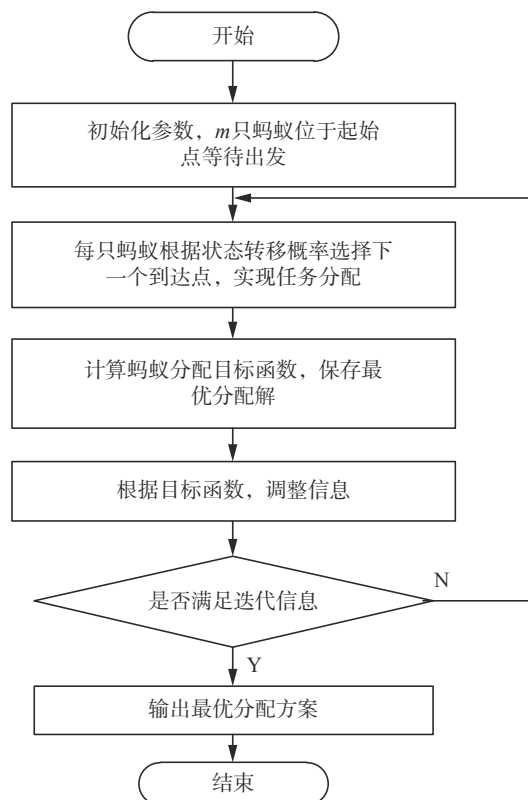 开始
初始化参数，m只蚂蚁位于起始
点等待出发
每只蚂蚁根据状态转移概率选择下
一个到达点，实现任务分配
计算蚂蚁分配目标函数，保存最
优分配解
根据目标函数，调整信息
是否满足迭代信息
N
Y
输出最优分配方案
结束